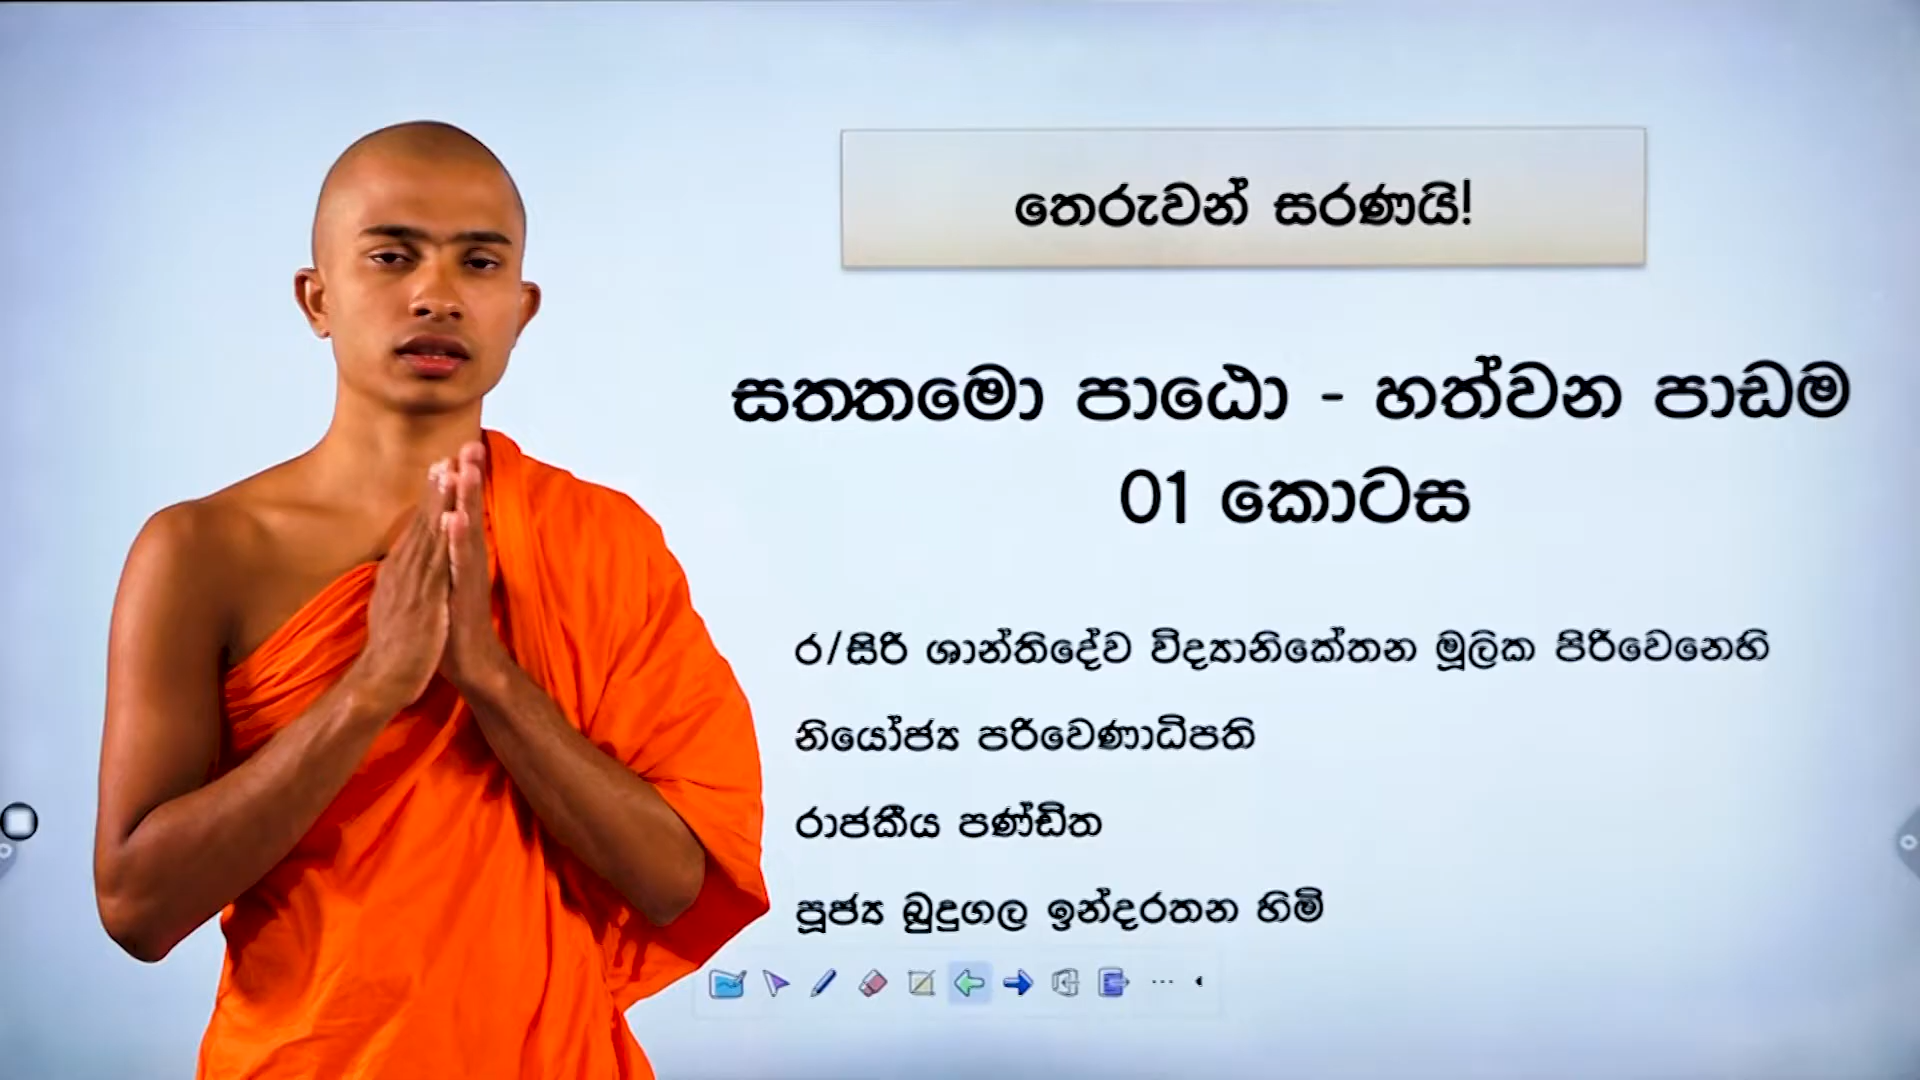 තෙරුවන් සරණයි!
සත්තමො පාඨො - හත්වන පාඩම
01 කොටස
ර/සිරි ශාන්තිදේව විද්‍යානිකේතන මූලික පිරිවෙනෙහි
නියෝජ්‍ය පරිවෙණාධිපති
රාජකීය පණ්ඩිත
පූජ්‍ය බුදුගල ඉන්දරතන හිමි